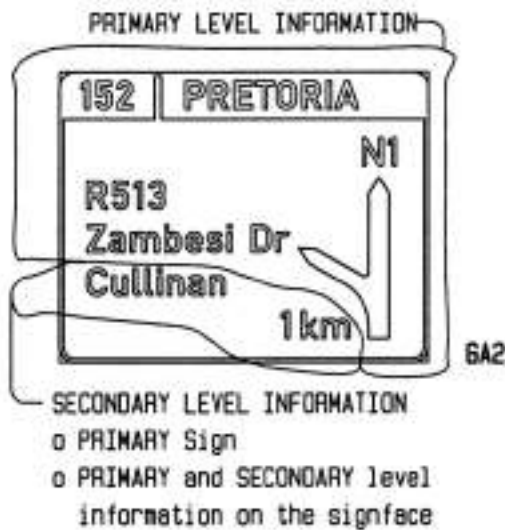 PRIMARY LEVEL INFORMATION
152 PRETORIA
N1
R513
Zambesi Dr
Cullinan
1km
GA2
SECONDARY LEVEL INFORMATION
o PRIMARY Sign
o PRIMARY and SECONDARY level
information on the signface